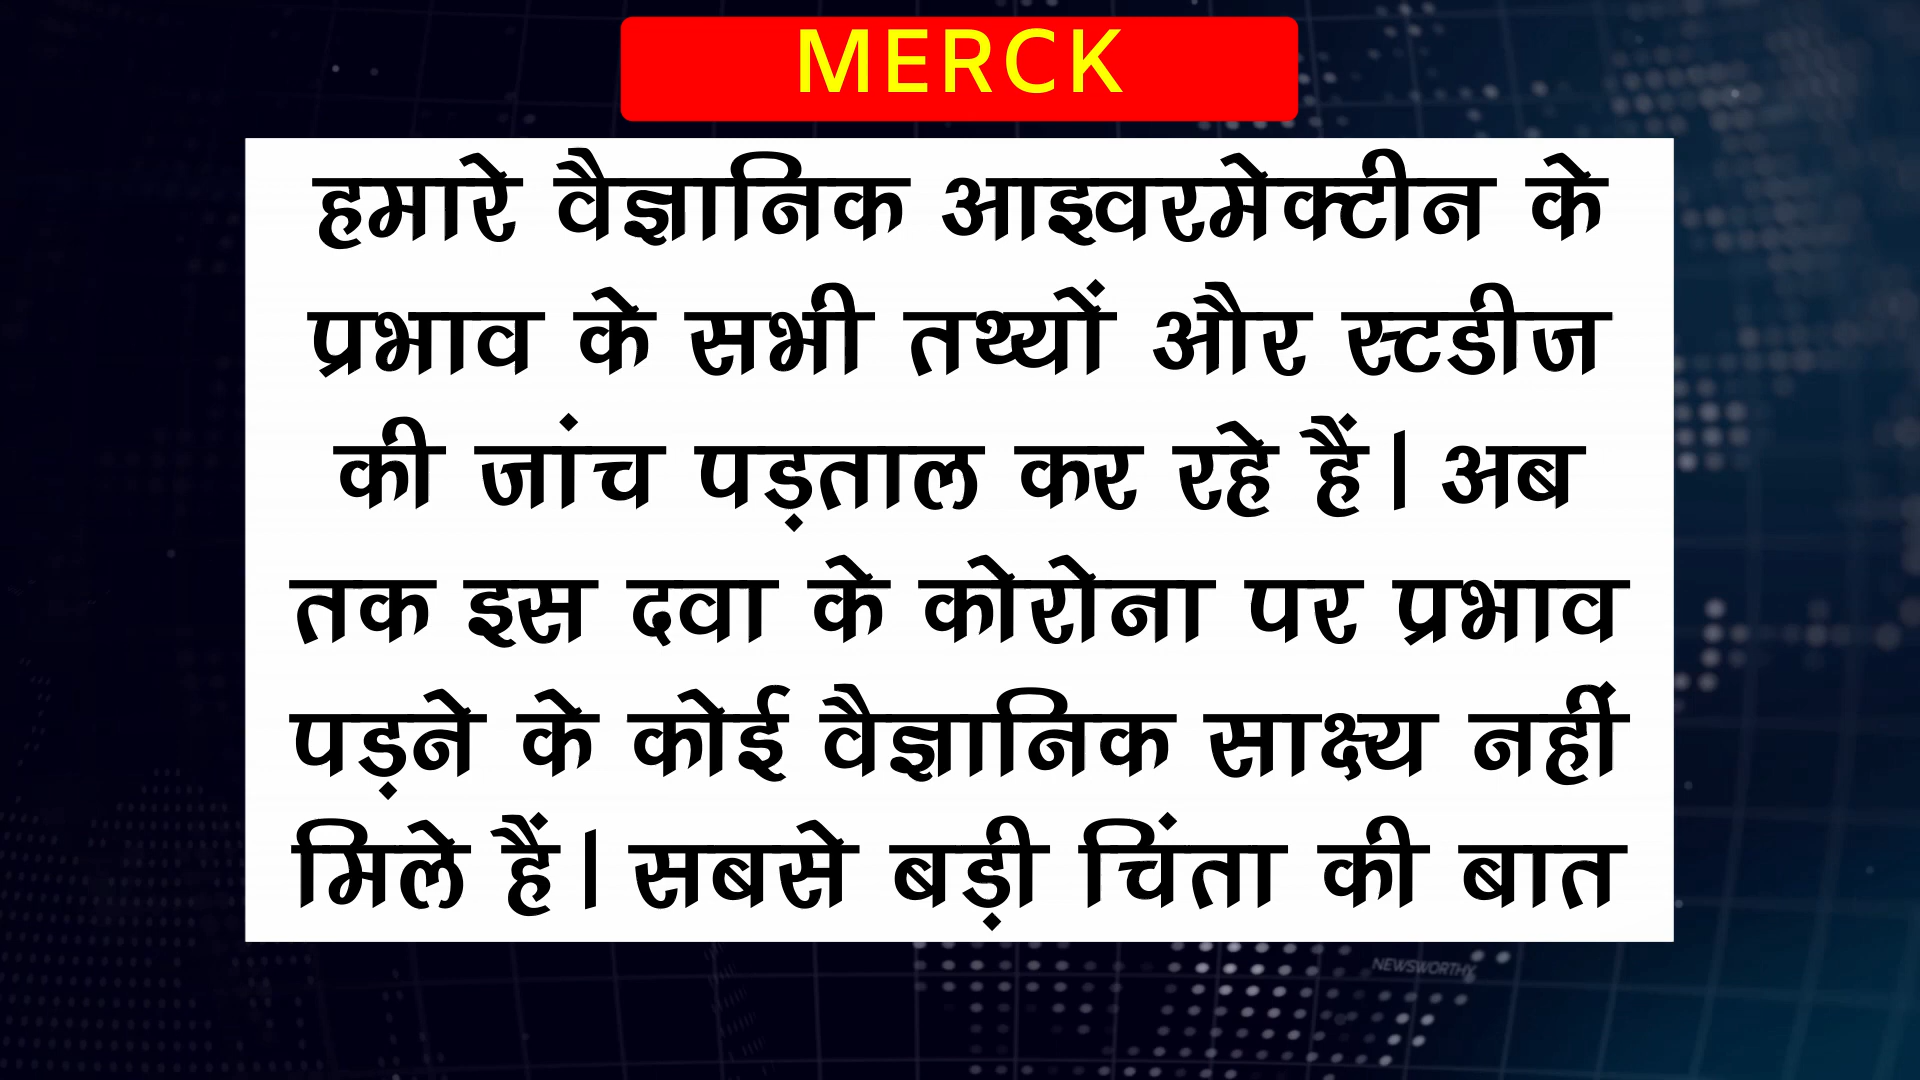 MERCK
हमारे वैज्ञानिक आइवरमेक्टीन के
प्रभाव के सभी तथ्यों और स्टडीज
की जांच पड़ताल कर रहे हैं। अब
तक इस दवा के कोरोना पर प्रभाव
पड़ने के कोई वैज्ञानिक साक्ष्य नहीं
मिले हैं। सबसे बड़ी चिंता की बात
NEWSWORTHY